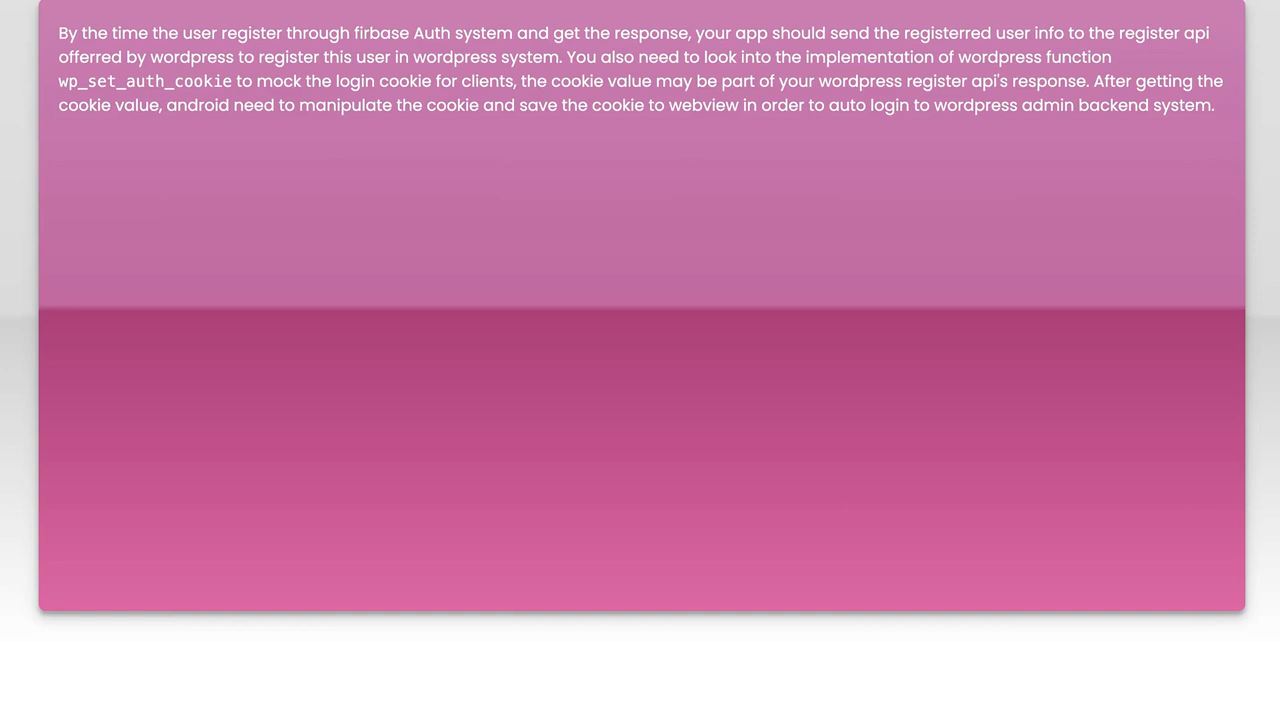 By the time the user register through firbase Auth system and get the response, your app should send the registerred user info to the register api
offerred by wordpress to register this user in wordpress system. You also need to look into the implementation of wordpress function
wp_set_auth_cookie to mock the login cookie for clients, the cookie value may be part of your wordpress register api's response. After getting the
cookie value, android need to manipulate the cookie and save the cookie to webview in order to auto login to wordpress admin backend system.